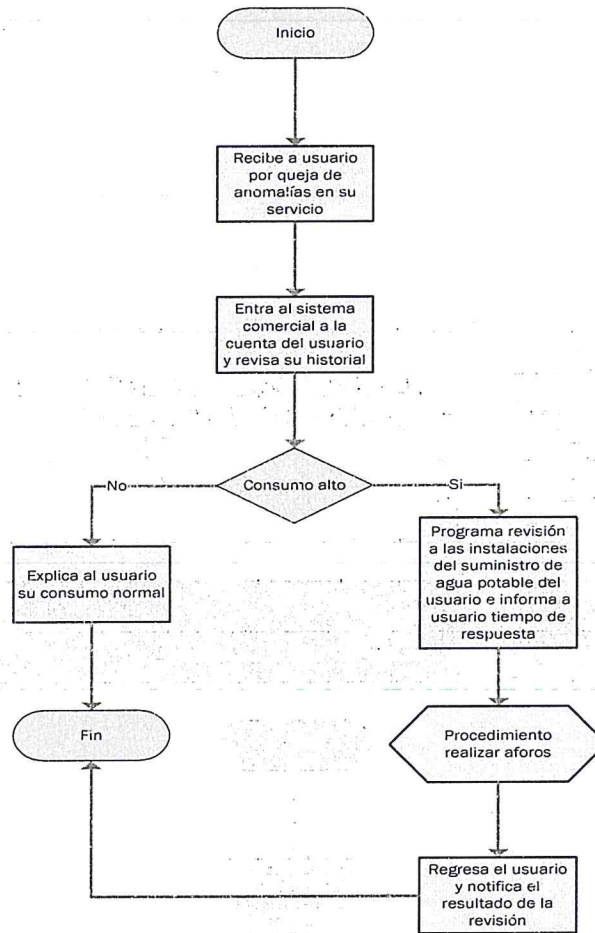 Inicio
Recibe a usuario
por queja de
anomalías en su
servicio
Entra al sistema
comercial a la
cuenta del usuario
y revisa su historial
Consumo alto
No
Si
Explica al usuario
su consumo normal
Programa revisión
a las instalaciones
del suministro de
agua potable del
usuario e informa a
usuario tiempo de
respuesta
Fin
Procedimiento
realizar aforos
Regresa el usuario
y notifica el
resultado de la
revisión